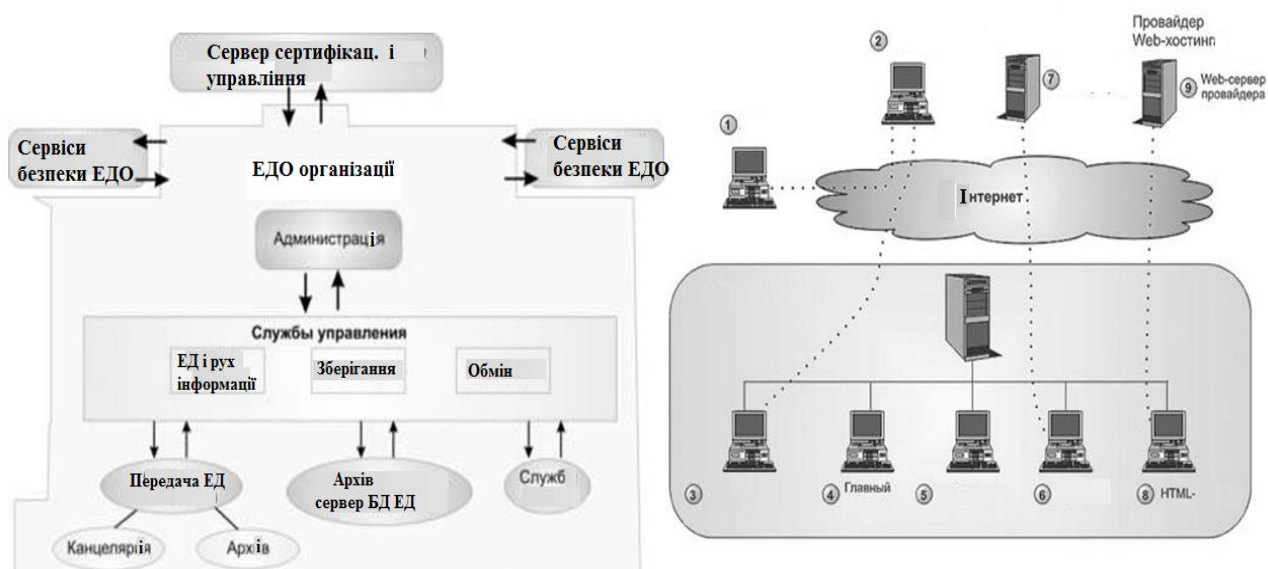 Сервер сертифікац. і
управління
Сервіси
безпеки ЕДО
ЕДО організації
Сервіси
безпеки ЕДО
Администрація
Службы управления
ЕД і рух
інформації
Зберігання
Обмін
Передача ЕД
Архів
сервер БД ЕД
Служб
Канцелярія
Архів
Провайдер
Web-хостинга
2
7
9
Web-сервер
провайдера
1
Інтернет
3
4
Главный
5
6
8
HTML-